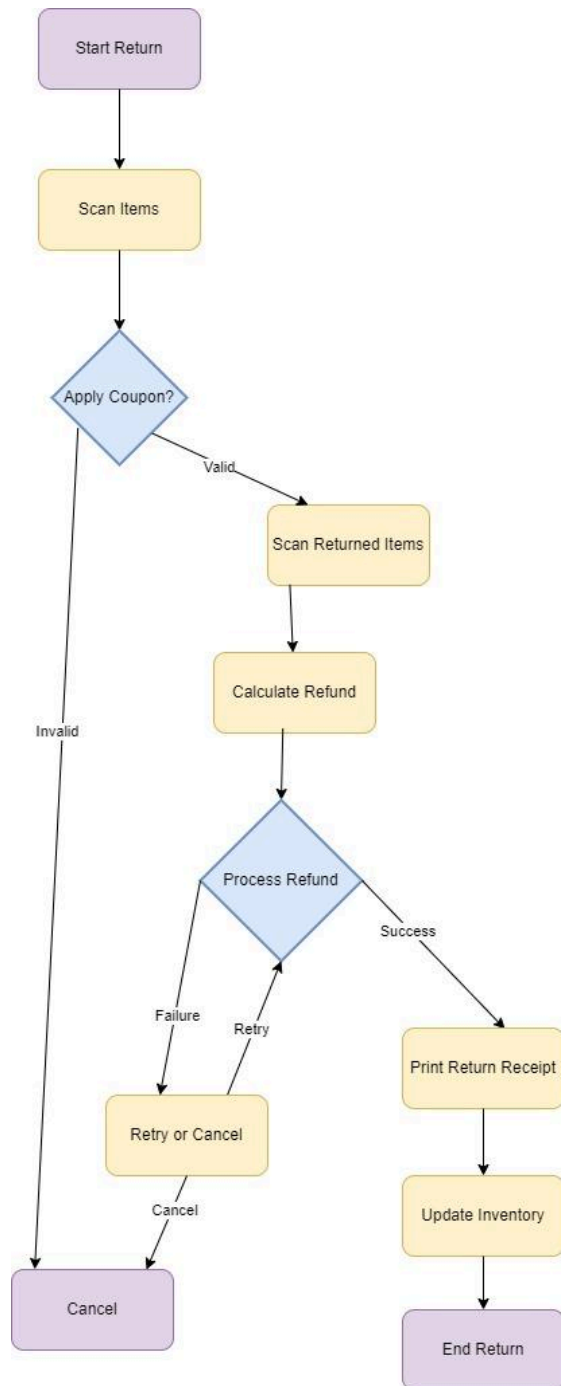 Start Return
Scan Items
Apply Coupon?
Valid
Scan Returned Items
Calculate Refund
Invalid
Process Refund
Success
Failure
Retry
Print Return Receipt
Retry or Cancel
Cancel
Update Inventory
Cancel
End Return